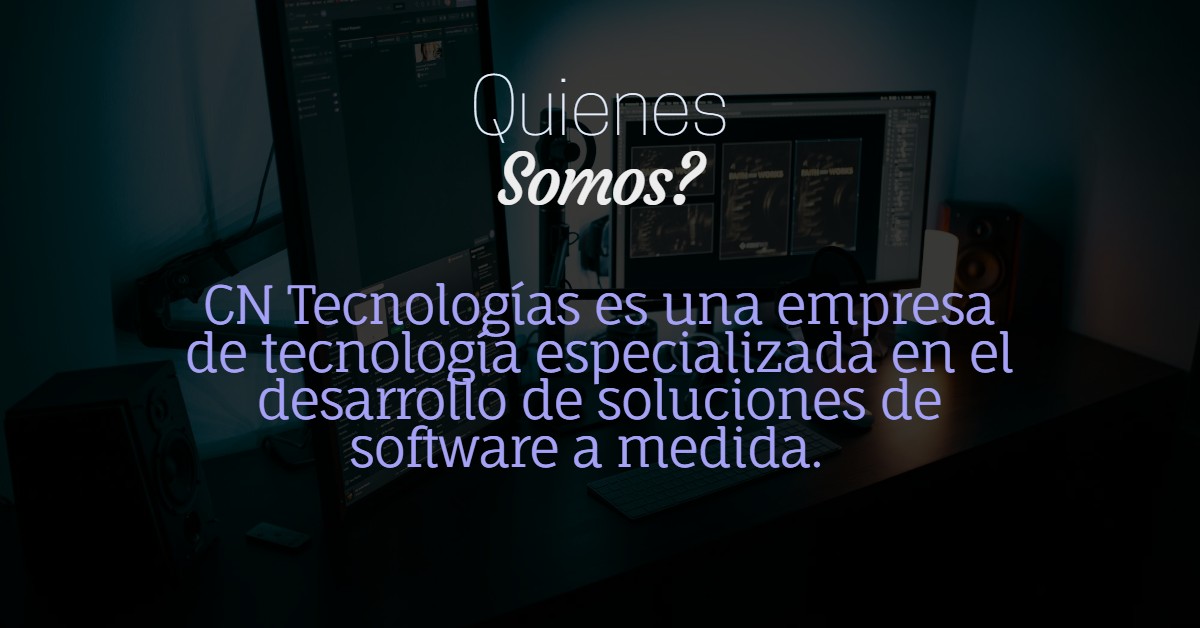 Quienes
Somos?
CN Tecnologías es una empresa
de tecnología especializada en el
desarrollo de soluciones de
software a medida.